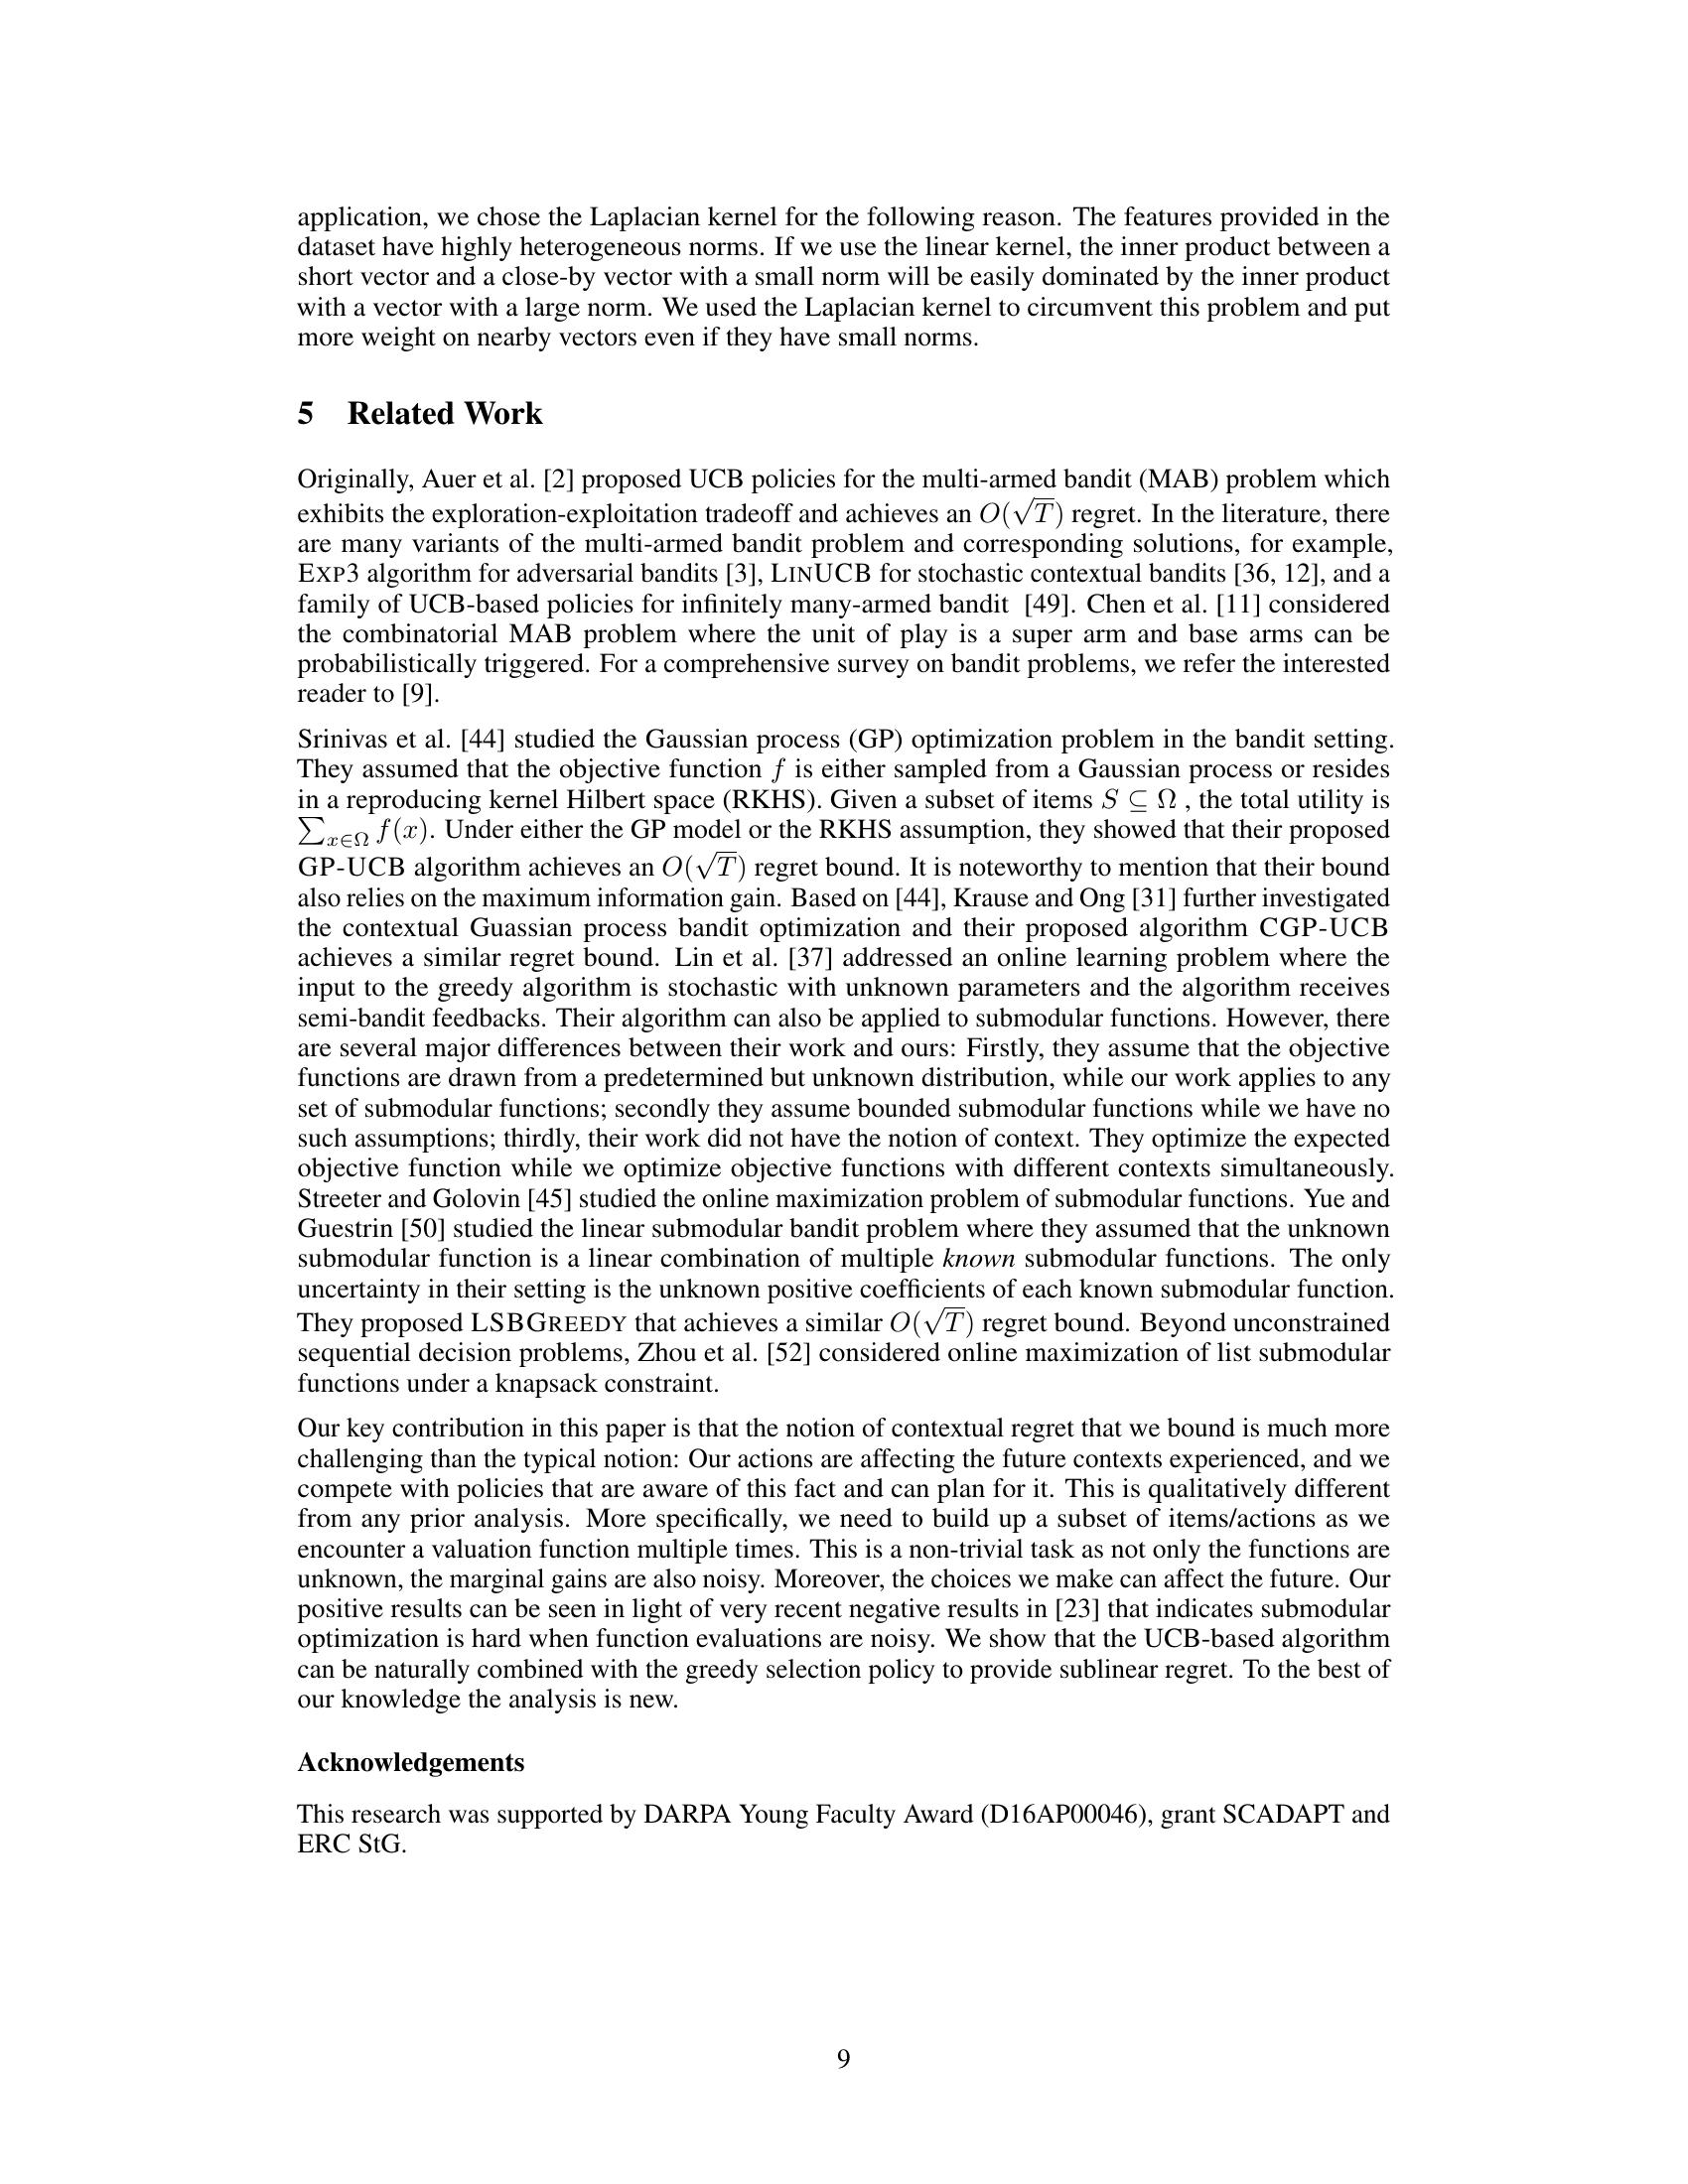 application, we chose the Laplacian kernel for the following reason. The features provided in the
dataset have highly heterogeneous norms. If we use the linear kernel, the inner product between a
short vector and a close-by vector with a small norm will be easily dominated by the inner product
with a vector with a large norm. We used the Laplacian kernel to circumvent this problem and put
more weight on nearby vectors even if they have small norms.
5 Related Work
Originally, Auer et al. [2] proposed UCB policies for the multi-armed bandit (MAB) problem which
exhibits the exploration-exploitation tradeoff and achieves an O(√T) regret. In the literature, there
are many variants of the multi-armed bandit problem and corresponding solutions, for example,
EXP3 algorithm for adversarial bandits [3], LINUCB for stochastic contextual bandits [36, 12], and a
family of UCB-based policies for infinitely many-armed bandit [49]. Chen et al. [11] considered
the combinatorial MAB problem where the unit of play is a super arm and base arms can be
probabilistically triggered. For a comprehensive survey on bandit problems, we refer the interested
reader to [9].
Srinivas et al. [44] studied the Gaussian process (GP) optimization problem in the bandit setting.
They assumed that the objective function f is either sampled from a Gaussian process or resides
in a reproducing kernel Hilbert space (RKHS). Given a subset of items S ⊆ Ω , the total utility is
∑x∈Ω f(x). Under either the GP model or the RKHS assumption, they showed that their proposed
GP-UCB algorithm achieves an O(√T) regret bound. It is noteworthy to mention that their bound
also relies on the maximum information gain. Based on [44], Krause and Ong [31] further investigated
the contextual Guassian process bandit optimization and their proposed algorithm CGP-UCB
achieves a similar regret bound. Lin et al. [37] addressed an online learning problem where the
input to the greedy algorithm is stochastic with unknown parameters and the algorithm receives
semi-bandit feedbacks. Their algorithm can also be applied to submodular functions. However, there
are several major differences between their work and ours: Firstly, they assume that the objective
functions are drawn from a predetermined but unknown distribution, while our work applies to any
set of submodular functions; secondly they assume bounded submodular functions while we have no
such assumptions; thirdly, their work did not have the notion of context. They optimize the expected
objective function while we optimize objective functions with different contexts simultaneously.
Streeter and Golovin [45] studied the online maximization problem of submodular functions. Yue and
Guestrin [50] studied the linear submodular bandit problem where they assumed that the unknown
submodular function is a linear combination of multiple known submodular functions. The only
uncertainty in their setting is the unknown positive coefficients of each known submodular function.
They proposed LSBGREEDY that achieves a similar O(√T) regret bound. Beyond unconstrained
sequential decision problems, Zhou et al. [52] considered online maximization of list submodular
functions under a knapsack constraint.
Our key contribution in this paper is that the notion of contextual regret that we bound is much more
challenging than the typical notion: Our actions are affecting the future contexts experienced, and we
compete with policies that are aware of this fact and can plan for it. This is qualitatively different
from any prior analysis. More specifically, we need to build up a subset of items/actions as we
encounter a valuation function multiple times. This is a non-trivial task as not only the functions are
unknown, the marginal gains are also noisy. Moreover, the choices we make can affect the future. Our
positive results can be seen in light of very recent negative results in [23] that indicates submodular
optimization is hard when function evaluations are noisy. We show that the UCB-based algorithm
can be naturally combined with the greedy selection policy to provide sublinear regret. To the best of
our knowledge the analysis is new.
Acknowledgements
This research was supported by DARPA Young Faculty Award (D16AP00046), grant SCADAPT and
ERC StG.
9